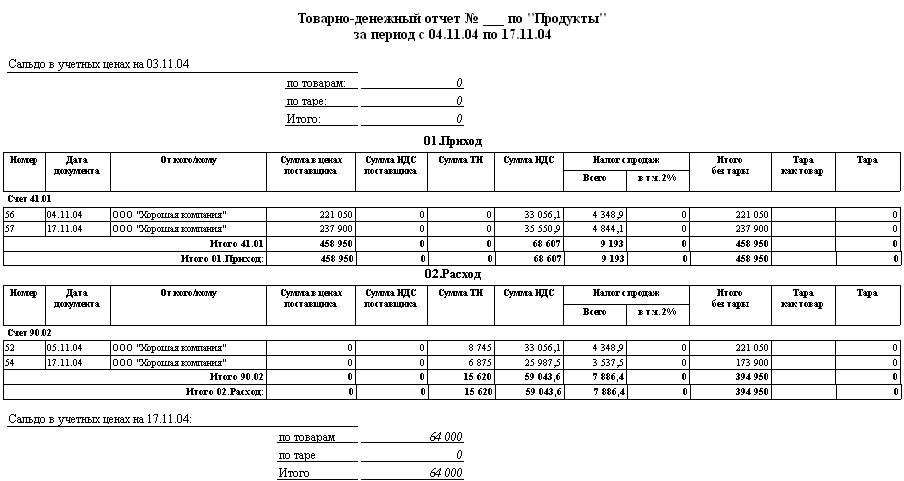 Товарно-денежный отчет № ___ по "Продукты"
за период с 04.11.04 по 17.11.04
Сальдо в учетных ценах на 03.11.04
по товарам: 0
по таре: 0
Итого: 0
01.Приход
Номер Дата документа От кого/кому Сумма в ценах поставщика Сумма НДС поставщика Сумма ТН Сумма НДС Налог с продаж Итого без тары Тара как товар Тара
Всего в т.ч. 2%
Счет 41.01
56 04.11.04 ООО "Хорошая компания" 221 050 0 0 33 056,1 4 348,9 0 221 050 0
57 17.11.04 ООО "Хорошая компания" 237 900 0 0 35 550,9 4 844,1 0 237 900 0
Итого 41.01 458 950 0 0 68 607 9 193 0 458 950 0
Итого 01.Приход: 458 950 0 0 68 607 9 193 0 458 950 0
02.Расход
Номер Дата документа От кого/кому Сумма в ценах поставщика Сумма НДС поставщика Сумма ТН Сумма НДС Налог с продаж Итого без тары Тара как товар Тара
Всего в т.ч. 2%
Счет 90.02
52 05.11.04 ООО "Хорошая компания" 0 0 8 745 33 056,1 4 348,9 0 221 050 0
54 17.11.04 ООО "Хорошая компания" 0 0 6 875 25 987,5 3 537,5 0 173 900 0
Итого 90.02 0 0 15 620 59 043,6 7 886,4 0 394 950 0
Итого 02.Расход: 0 0 15 620 59 043,6 7 886,4 0 394 950 0
Сальдо в учетных ценах на 17.11.04:
по товарам 64 000
по таре 0
Итого 64 000